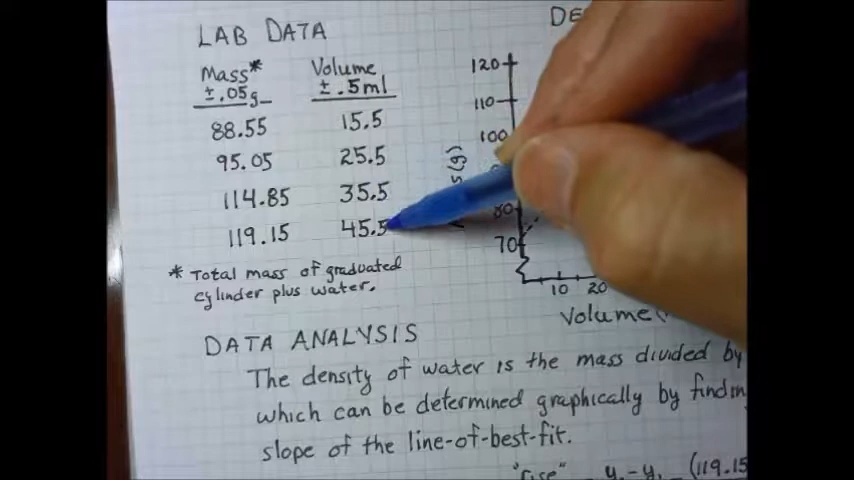 LAB DATA
Mass* Volume
±.05g ±.5ml
88.55 15.5
95.05 25.5
114.85 35.5
119.15 45.5
* Total mass of graduated
cylinder plus water.
DE
120
110
100
80
70
10 20
s(g)
Volume
DATA ANALYSIS
The density of water is the mass divided by
which can be determined graphically by findin
slope of the line-of-best-fit.
"rise" y₂-y₁ (119.15